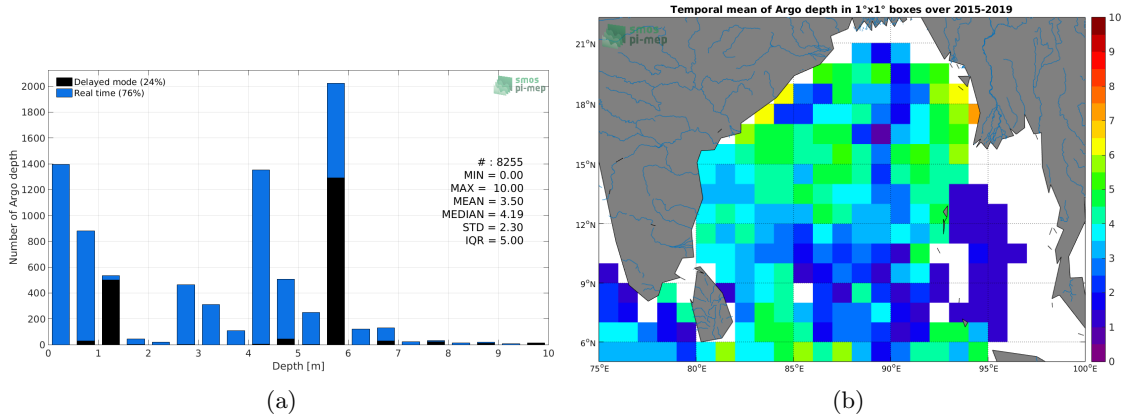 Temporal mean of Argo depth in 1°x1° boxes over 2015-2019
smos
pi-mep
Delayed mode (24%)
Real time (76%)
# : 8255
MIN = 0.00
MAX = 10.00
MEAN = 3.50
MEDIAN = 4.19
STD = 2.30
IQR = 5.00
Number of Argo depth
2000
1800
1600
1400
1200
1000
800
600
400
200
0
0 1 2 3 4 5 6 7 8 9 10
Depth [m]
(a)
smos
pi-mep
21°N
18°N
15°N
12°N
9°N
6°N
75°E 80°E 85°E 90°E 95°E 100°E
10
9
8
7
6
5
4
3
2
1
0
(b)